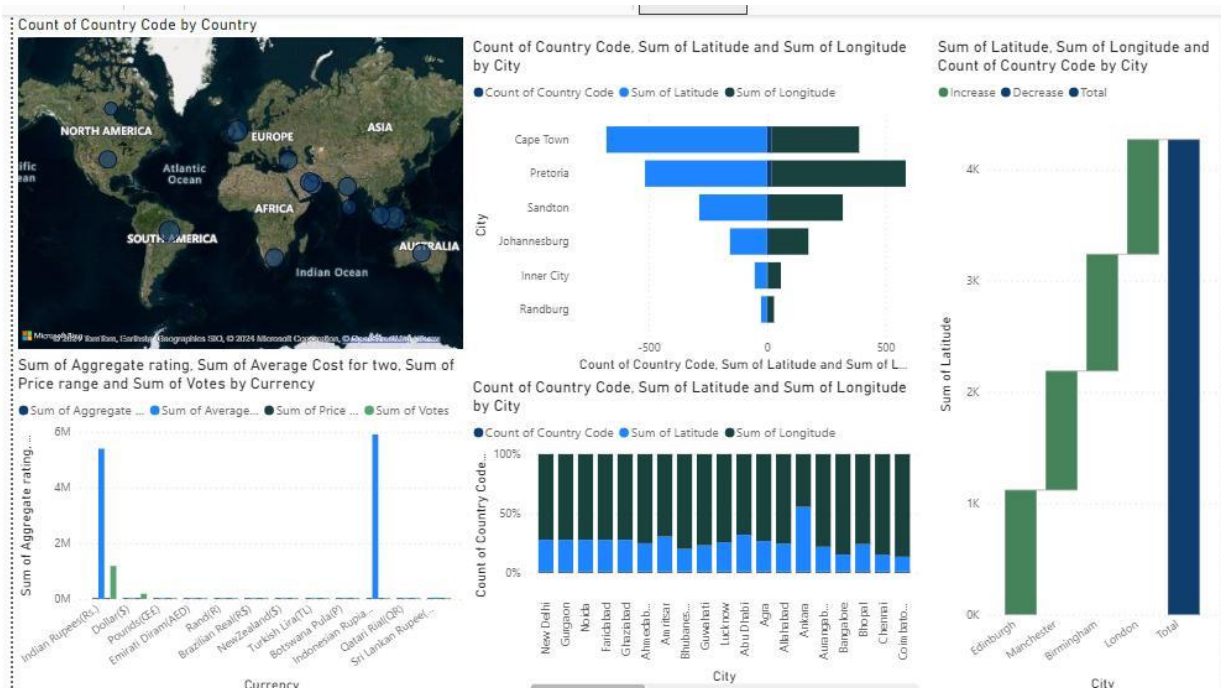 Count of Country Code by Country
NORTH AMERICA
EUROPE
ASIA
Atlantic
Ocean
AFRICA
SOUTH AMERICA
AUSTRALIA
Indian Ocean
Sum of Aggregate rating, Sum of Average Cost for two, Sum of
Price range and Sum of Votes by Currency
Sum of Aggregate ... Sum of Average... Sum of Price ... Sum of Votes
6M
4M
2M
0M
Sum of Aggregate rating, ...
Indian Rupees(Rs.)
Dollar($)
Pounds(£)
Emirati Diram(AED)
Rand(R)
Brazilian Real(R$)
NewZealand($)
Turkish Lira(TL)
Botswana Pula(P)
Indonesian Rupia...
Qatari Rial(QR)
Sri Lankan Rupee(...
Currency
Count of Country Code, Sum of Latitude and Sum of Longitude
by City
Count of Country Code Sum of Latitude Sum of Longitude
City
Cape Town
Pretoria
Sandton
Johannesburg
Inner City
Randburg
-500 0 500
Count of Country Code, Sum of Latitude and Sum of L...
Count of Country Code, Sum of Latitude and Sum of Longitude
by City
Count of Country Code Sum of Latitude Sum of Longitude
100%
50%
0%
Count of Country Code...
New Delhi
Gurgaon
Noida
Faridabad
Ghaziabad
Ahmedab...
Amritsar
Bhubanes...
Guwahati
Lucknow
Abu Dhabi
Agra
Allahabad
Ankara
Aurangab...
Bangalore
Bhopal
Chennai
Coimbato...
City
Sum of Latitude, Sum of Longitude and
Count of Country Code by City
Increase Decrease Total
4K
3K
2K
1K
0K
Sum of Latitude
Edinburgh
Manchester
Birmingham
London
Total
City